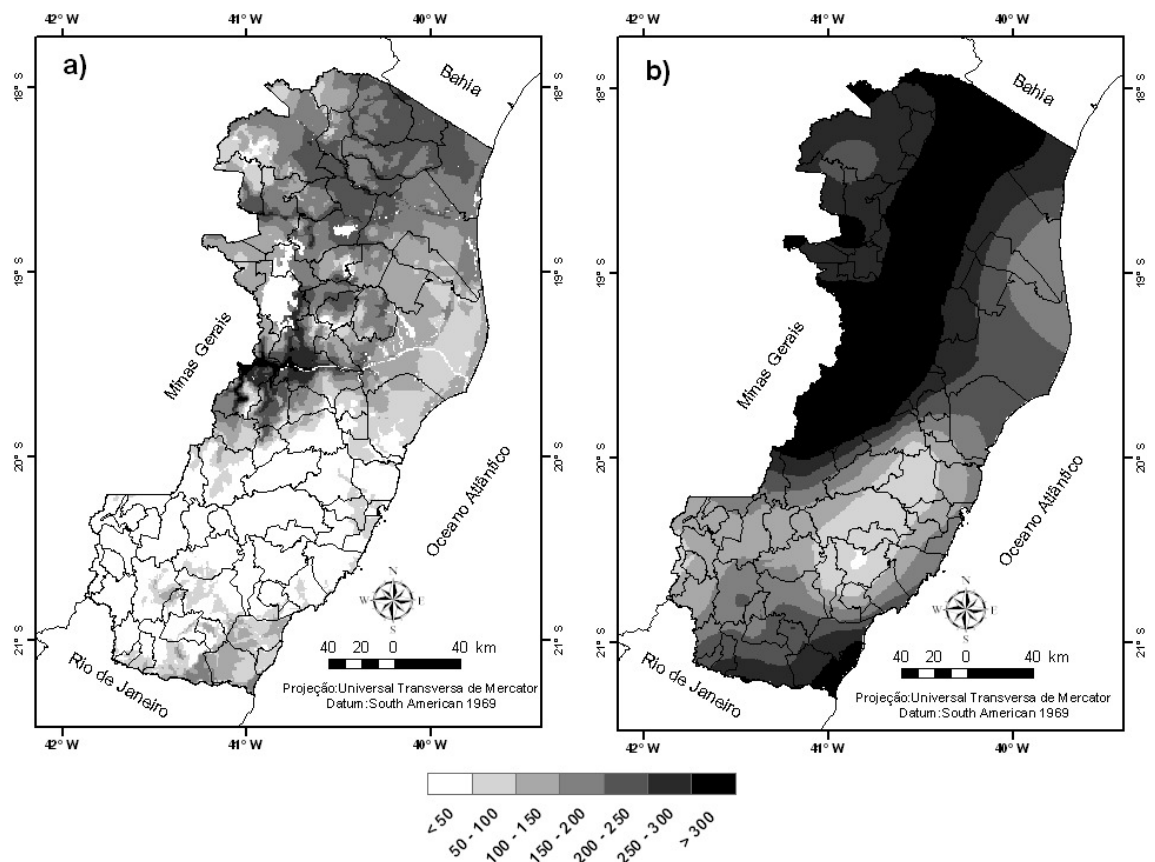 42° W 41° W 40° W
42° W 41° W 40° W
a)
Bahia
18° S
19° S
20° S
21° S
Minas Gerais
Oceano Atlântico
Rio de Janeiro
N
W E
S
40 20 0 40 km
Projeção:Universal Transversa de Mercator
Datum:South American 1969
42° W 41° W 40° W
b)
Bahia
18° S
19° S
20° S
21° S
18° S
19° S
20° S
21° S
Minas Gerais
Oceano Atlântico
Rio de Janeiro
N
W E
S
40 20 0 40 km
Projeção:Universal Transversa de Mercator
Datum:South American 1969
42° W 41° W 40° W
< 50
50 - 100
100 - 150
150 - 200
200 - 250
250 - 300
> 300